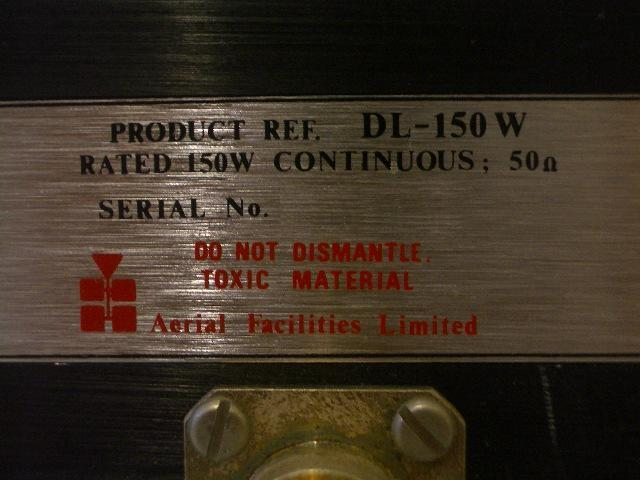 PRODUCT REF. DL-150W
RATED 150W CONTINUOUS; 50Ω
SERIAL No.
DO NOT DISMANTLE.
TOXIC MATERIAL
Aerial Facilities Limited